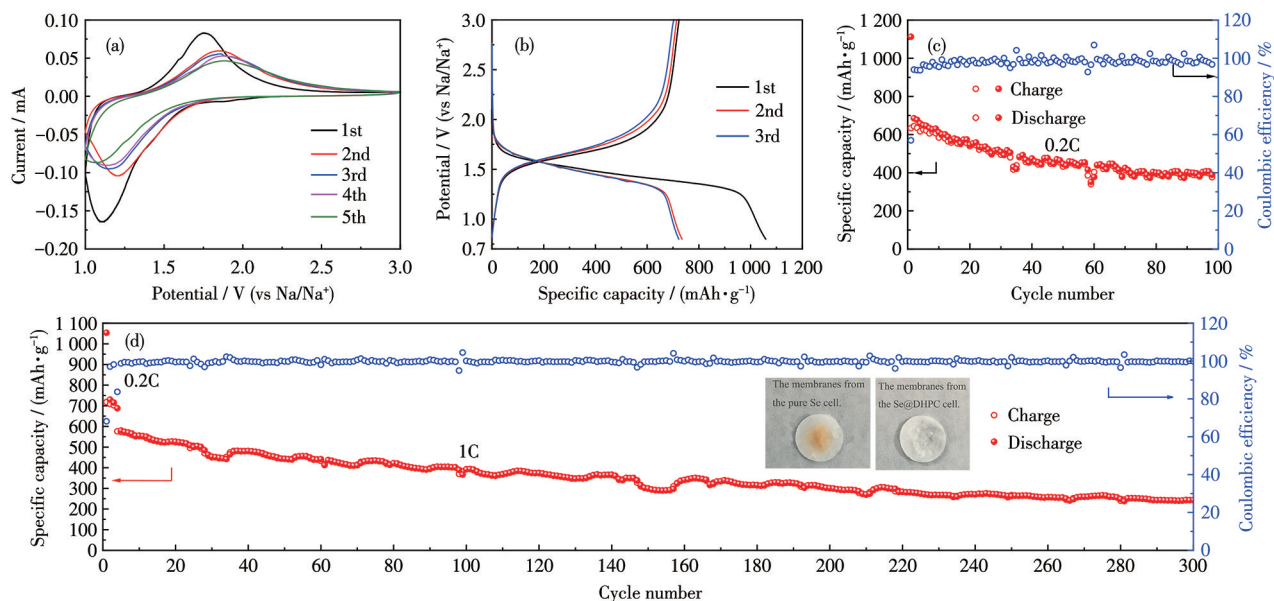 (a)
0.10
0.05
0.00
−0.05
−0.10
−0.15
−0.20
Current / mA
1st
2nd
3rd
4th
5th
1.0 1.5 2.0 2.5 3.0
Potential / V (vs Na/Na⁺)
(b)
3.0
2.5
2.0
1.5
1.0
0.7
Potential / V (vs Na/Na⁺)
1st
2nd
3rd
0 200 400 600 800 1 000 1 200
Specific capacity / (mAh·g⁻¹)
(c)
1 200
1 000
800
600
400
200
0
Specific capacity / (mAh·g⁻¹)
Charge
Discharge
0.2C
120
100
80
60
40
20
0
Coulombic efficiency / %
0 20 40 60 80 100
Cycle number
(d)
1 100
1 000
900
800
700
600
500
400
300
200
100
0
Specific capacity / (mAh·g⁻¹)
0.2C
1C
The membranes from
the pure Se cell.
The membranes from
the Se@DHPC cell.
Charge
Discharge
120
100
80
60
40
20
0
Coulombic efficiency / %
0 20 40 60 80 100 120 140 160 180 200 220 240 260 280 300
Cycle number